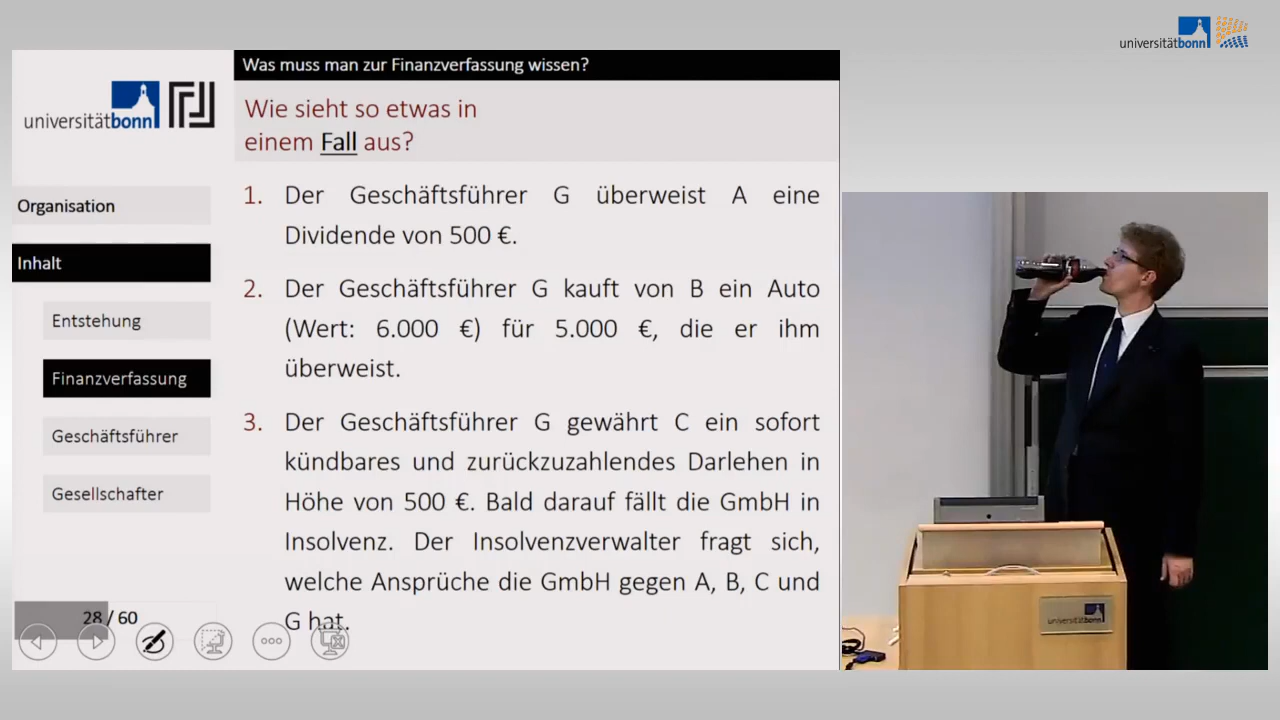 universitätbonn
Was muss man zur Finanzverfassung wissen?
universitätbonn
Wie sieht so etwas in
einem Fall aus?
Organisation
Inhalt
Entstehung
Finanzverfassung
Geschäftsführer
Gesellschafter
1. Der Geschäftsführer G überweist A eine
Dividende von 500 €.
2. Der Geschäftsführer G kauft von B ein Auto
(Wert: 6.000 €) für 5.000 €, die er ihm
überweist.
3. Der Geschäftsführer G gewährt C ein sofort
kündbares und zurückzuzahlendes Darlehen in
Höhe von 500 €. Bald darauf fällt die GmbH in
Insolvenz. Der Insolvenzverwalter fragt sich,
welche Ansprüche die GmbH gegen A, B, C und
G hat.
28 / 60
universitätbonn